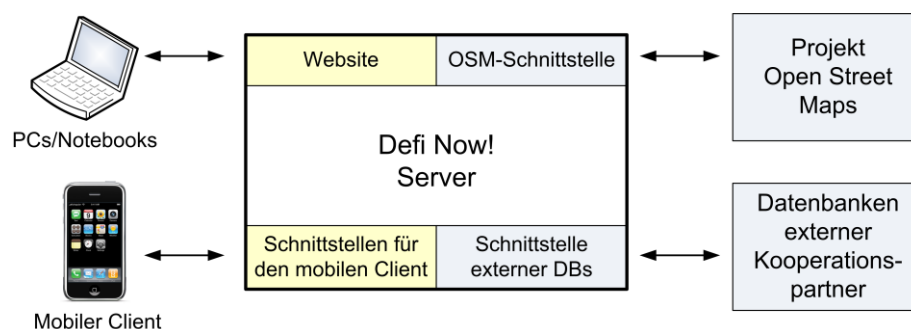 Website
OSM-Schnittstelle
Projekt
Open Street
Maps
PCs/Notebooks
Defi Now!
Server
Schnittstellen für
den mobilen Client
Schnittstelle
externer DBs
Datenbanken
externer
Kooperations-
partner
Mobiler Client